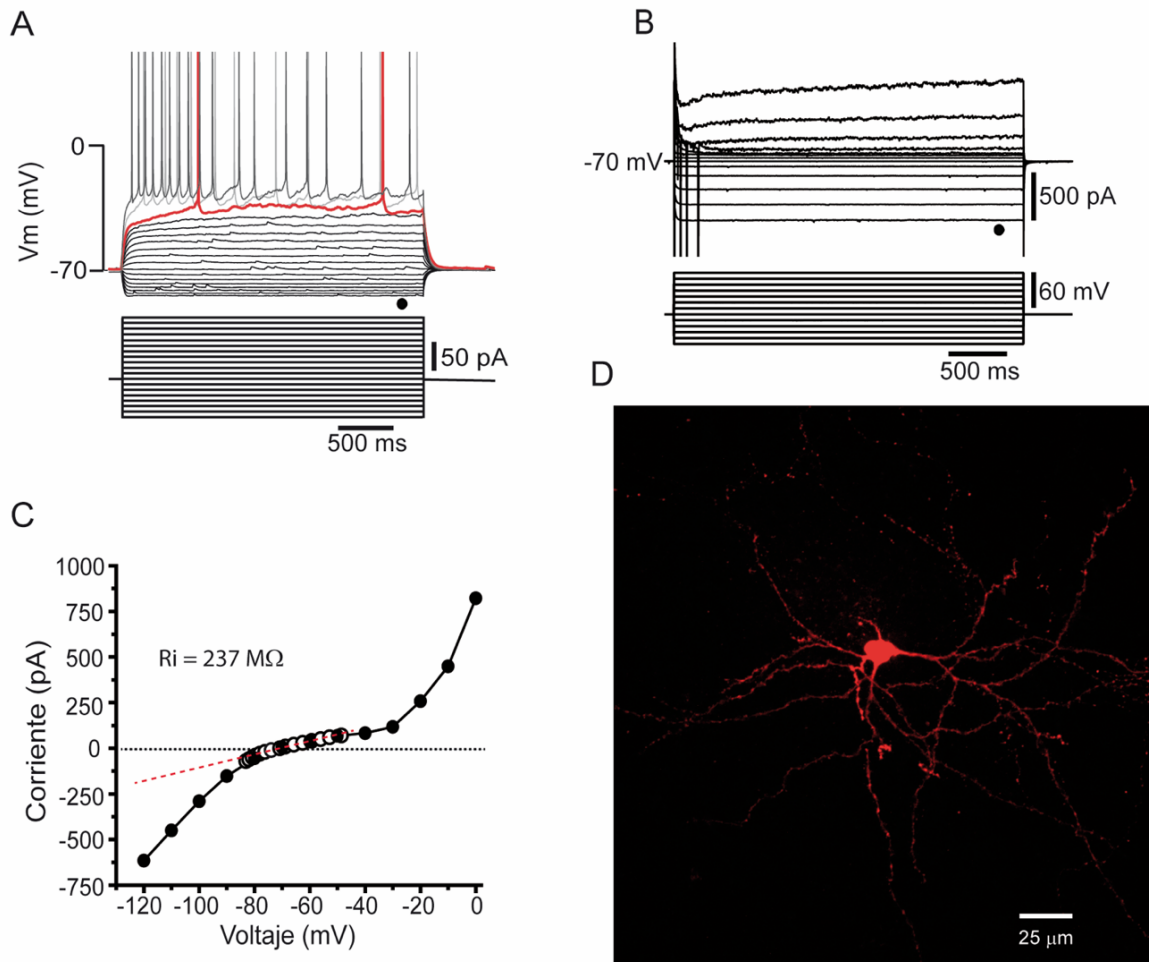 A
0
Vm (mV)
-70
50 pA
500 ms
B
-70 mV
500 pA
60 mV
500 ms
C
1000
750
500
250
0
-250
-500
-750
Corriente (pA)
Ri = 237 MΩ
-120 -100 -80 -60 -40 -20 0
Voltaje (mV)
D
25 μm